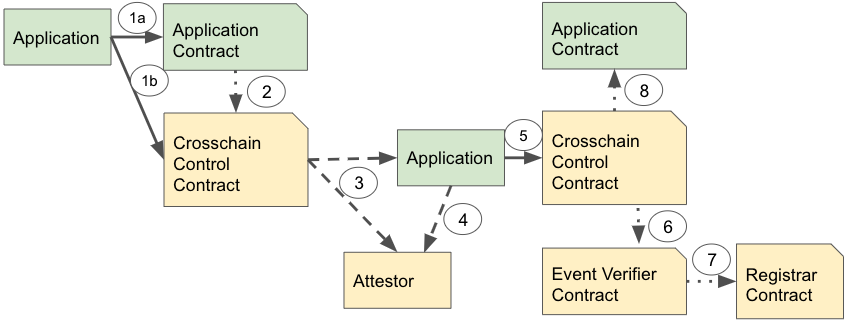 Application
1a
Application
Contract
1b
2
Crosschain
Control
Contract
3
Application
4
Attestor
5
Application
Contract
8
Crosschain
Control
Contract
6
Event Verifier
Contract
7
Registrar
Contract